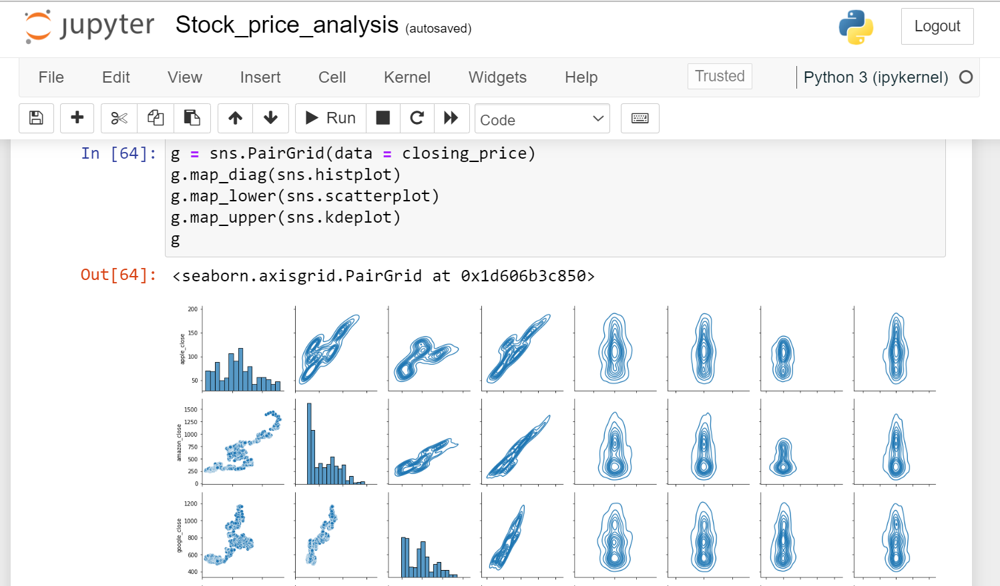 jupyter Stock_price_analysis (autosaved) Logout
File Edit View Insert Cell Kernel Widgets Help Trusted Python 3 (ipykernel)
Run Code
In [64]: g = sns.PairGrid(data = closing_price)
g.map_diag(sns.histplot)
g.map_lower(sns.scatterplot)
g.map_upper(sns.kdeplot)
g
Out[64]: <seaborn.axisgrid.PairGrid at 0x1d606b3c850>
200
150
100
50
apple_close
1500
1250
1000
750
500
250
0
amazon_close
1200
1000
800
600
400
google_close